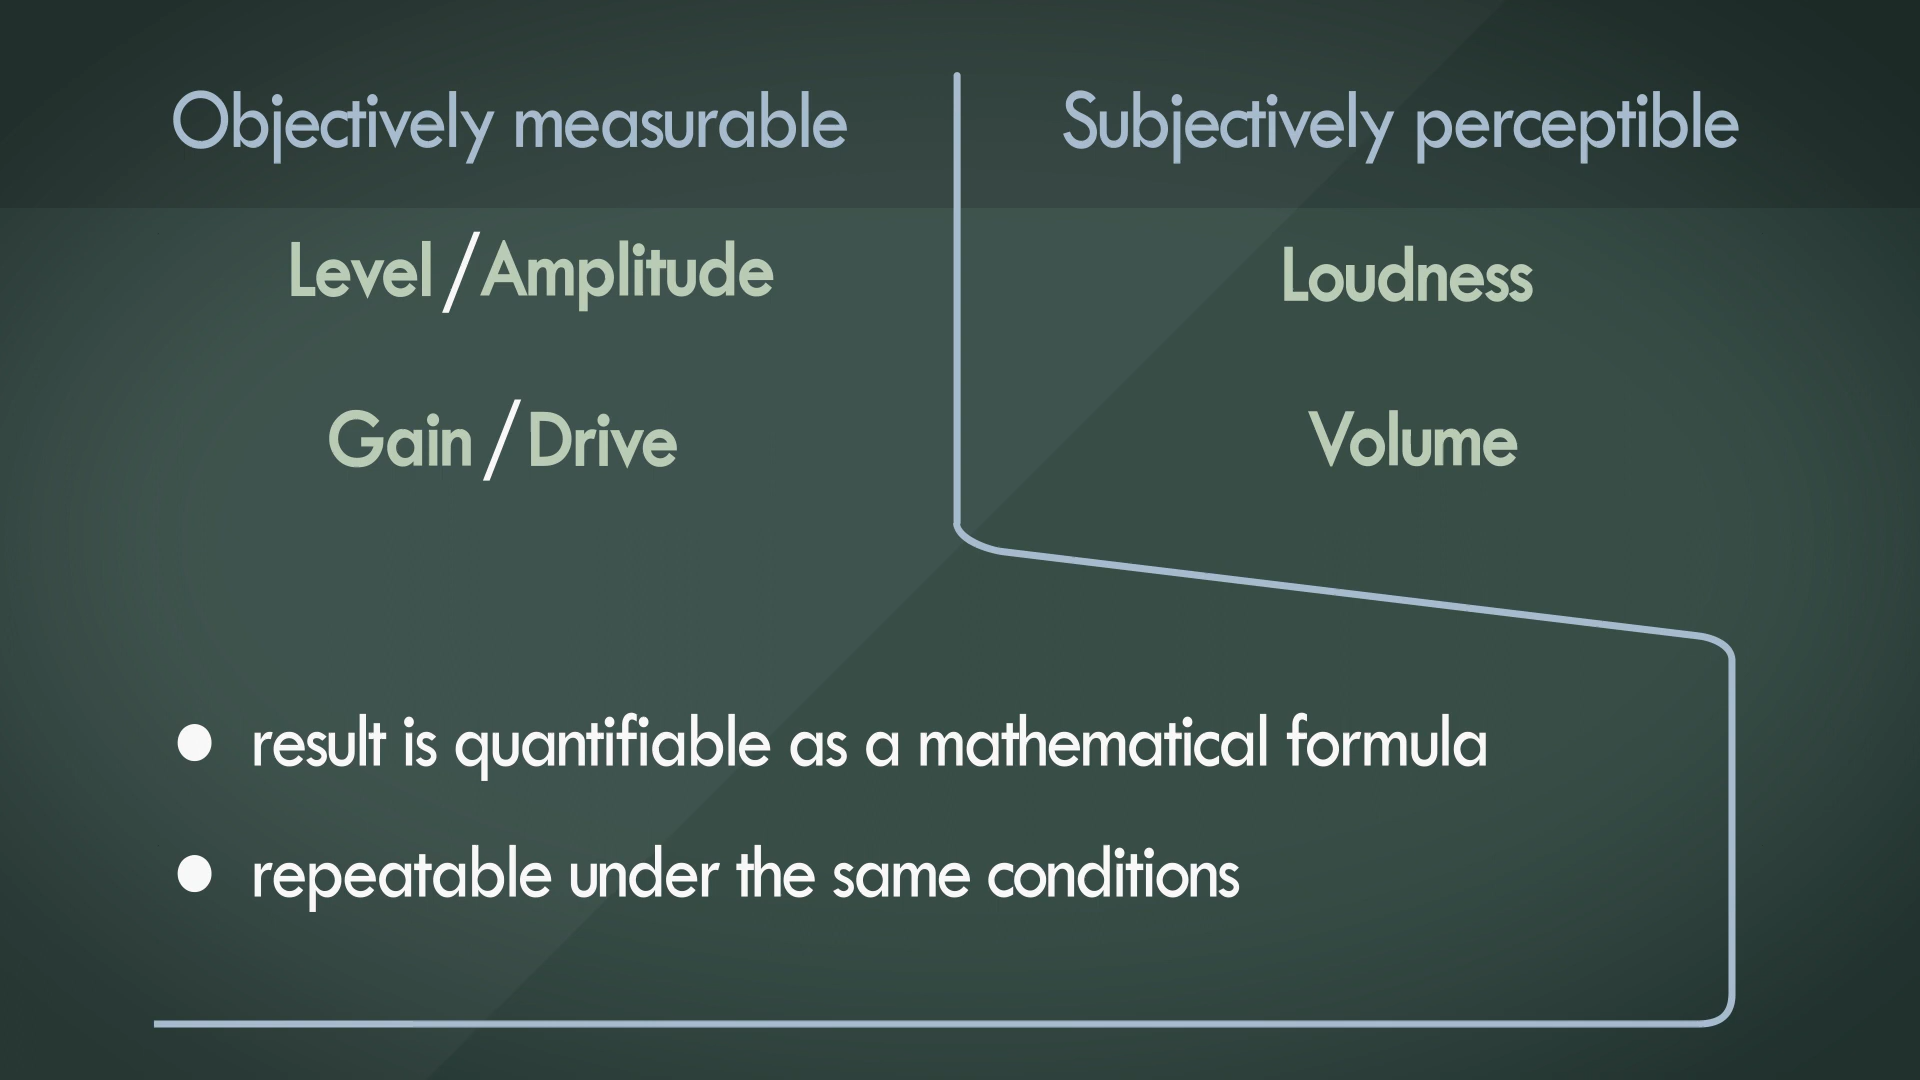 Objectively measurable
Level / Amplitude
Gain / Drive
Subjectively perceptible
Loudness
Volume
● result is quantifiable as a mathematical formula
● repeatable under the same conditions